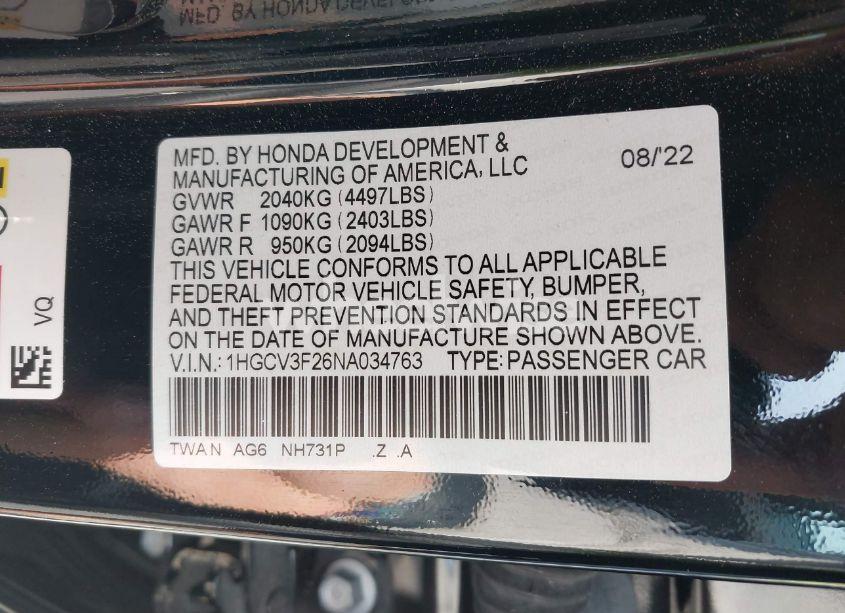 MFD. BY HONDA DEVELOPMENT &
MANUFACTURING OF AMERICA, LLC
08/'22
GVWR 2040KG (4497LBS)
GAWR F 1090KG (2403LBS)
GAWR R 950KG (2094LBS)
THIS VEHICLE CONFORMS TO ALL APPLICABLE
FEDERAL MOTOR VEHICLE SAFETY, BUMPER,
AND THEFT PREVENTION STANDARDS IN EFFECT
ON THE DATE OF MANUFACTURE SHOWN ABOVE.
V.I.N.: 1HGCV3F26NA034763 TYPE: PASSENGER CAR
TWAN AG6 NH731P .Z .A
VQ